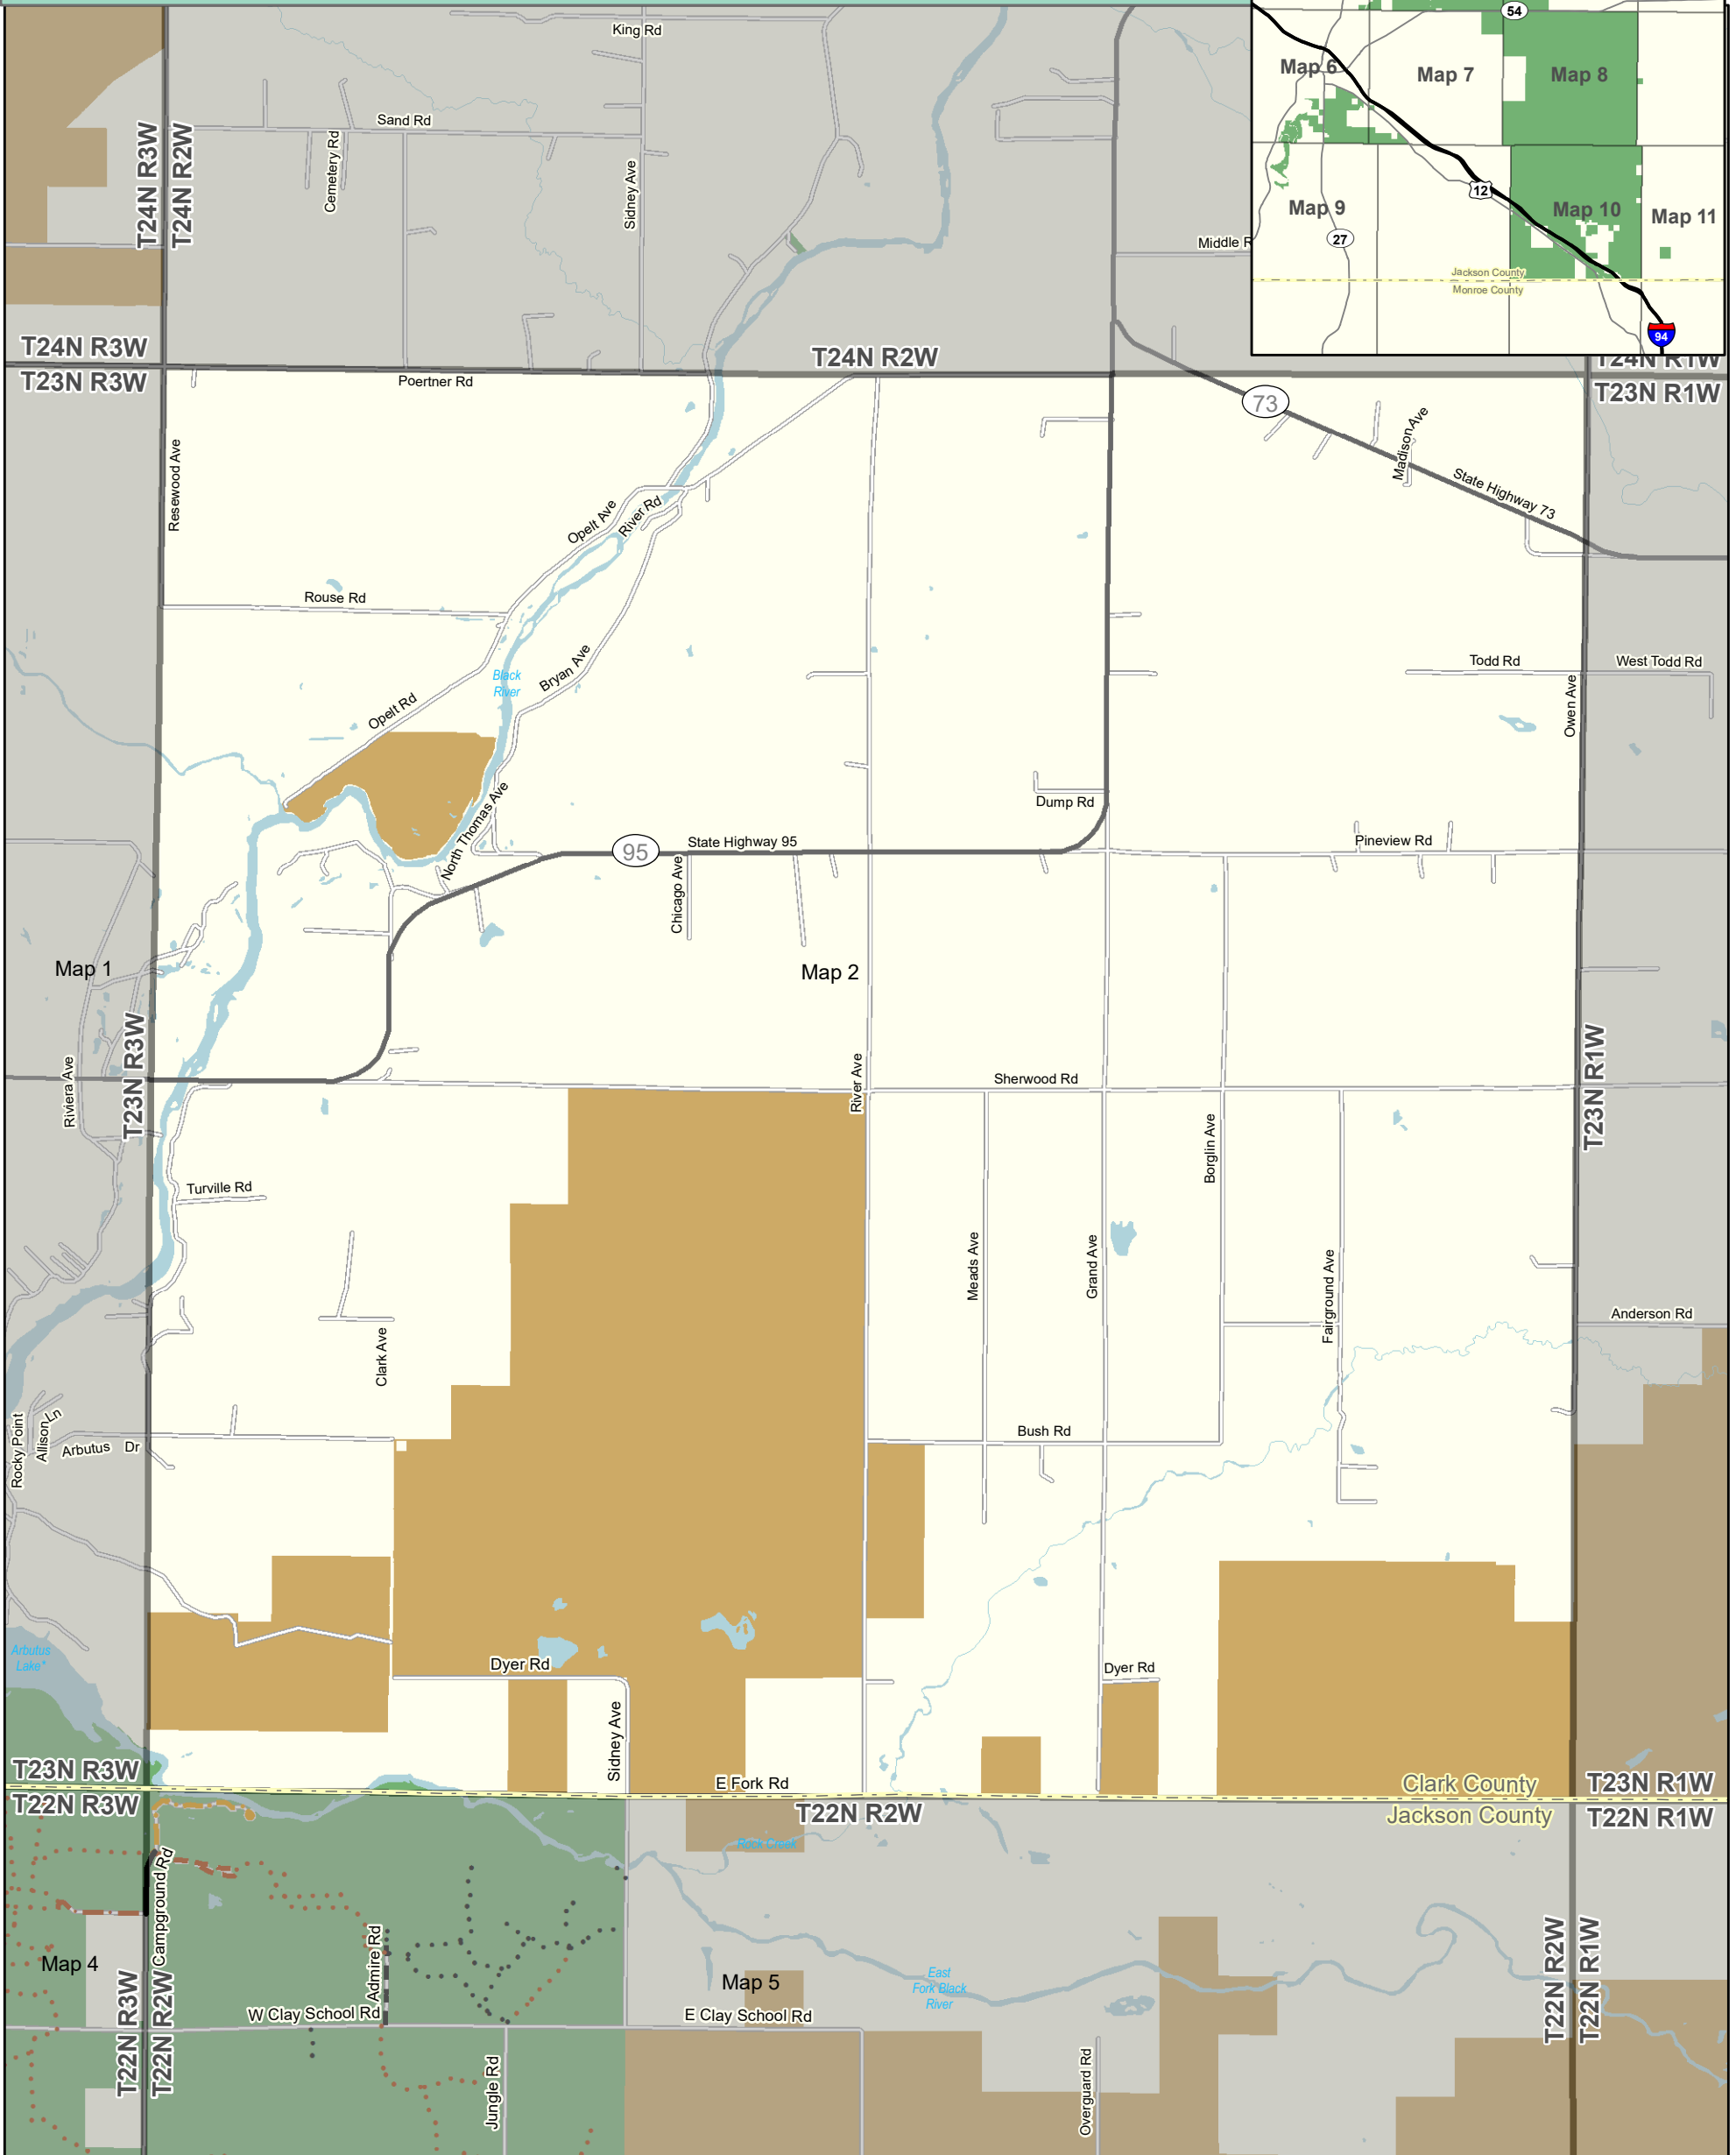 King Rd
54
Map 6
Map 7
Map 8
Sand Rd
Cemetery Rd
Sidney Ave
T24N R3W
T24N R2W
12
Map 9
Map 10
Map 11
27
Middle R
Jackson County
Monroe County
94
T24N R3W
T24N R2W
T24N R1W
T23N R3W
Poertner Rd
T23N R1W
73
Madison Ave
State Highway 73
Resewood Ave
Opelt Ave
River Rd
Rouse Rd
Black
River
Bryan Ave
Opelt Rd
Todd Rd
West Todd Rd
Owen Ave
North Thomas Ave
Dump Rd
95
State Highway 95
Pineview Rd
Chicago Ave
Map 1
Map 2
T23N R3W
Riviera Ave
River Ave
Sherwood Rd
T23N R1W
Borglin Ave
Turville Rd
Meads Ave
Grand Ave
Fairground Ave
Anderson Rd
Clark Ave
Rocky Point
Allison Ln
Arbutus Dr
Bush Rd
Arbutus
Lake*
Dyer Rd
Dyer Rd
Sidney Ave
T23N R3W
E Fork Rd
Clark County
T23N R1W
T22N R3W
T22N R2W
Jackson County
T22N R1W
Rock Creek
Campground Rd
Admire Rd
Map 4
Map 5
East
Fork Black
River
T22N R2W
T22N R1W
W Clay School Rd
E Clay School Rd
T22N R3W
T22N R2W
Jungle Rd
Overguard Rd